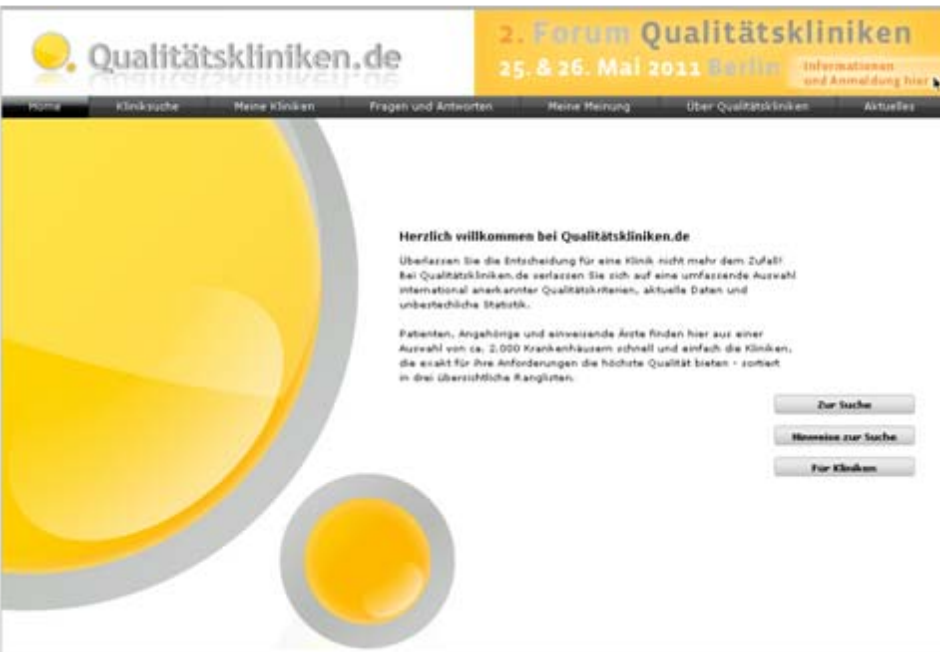 Qualitätskliniken.de
2. Forum Qualitätskliniken
25. & 26. Mai 2011 Berlin
Informationen
und Anmeldung hier
Home Kliniksuche Meine Kliniken Fragen und Antworten Meine Meinung Über Qualitätskliniken Aktuelles
Herzlich willkommen bei Qualitätskliniken.de
Überlassen Sie die Entscheidung für eine Klinik nicht mehr dem Zufall!
Bei Qualitätskliniken.de verlassen Sie sich auf eine umfassende Auswahl
international anerkannter Qualitätskriterien, aktuelle Daten und
unbestechliche Statistik.
Patienten, Angehörige und einweisende Ärzte finden hier aus einer
Auswahl von ca. 2.000 Krankenhäusern schnell und einfach die Kliniken,
die exakt für ihre Anforderungen die höchste Qualität bieten - sortiert
in drei übersichtliche Ranglisten.
Zur Suche
Hinweise zur Suche
Für Kliniken